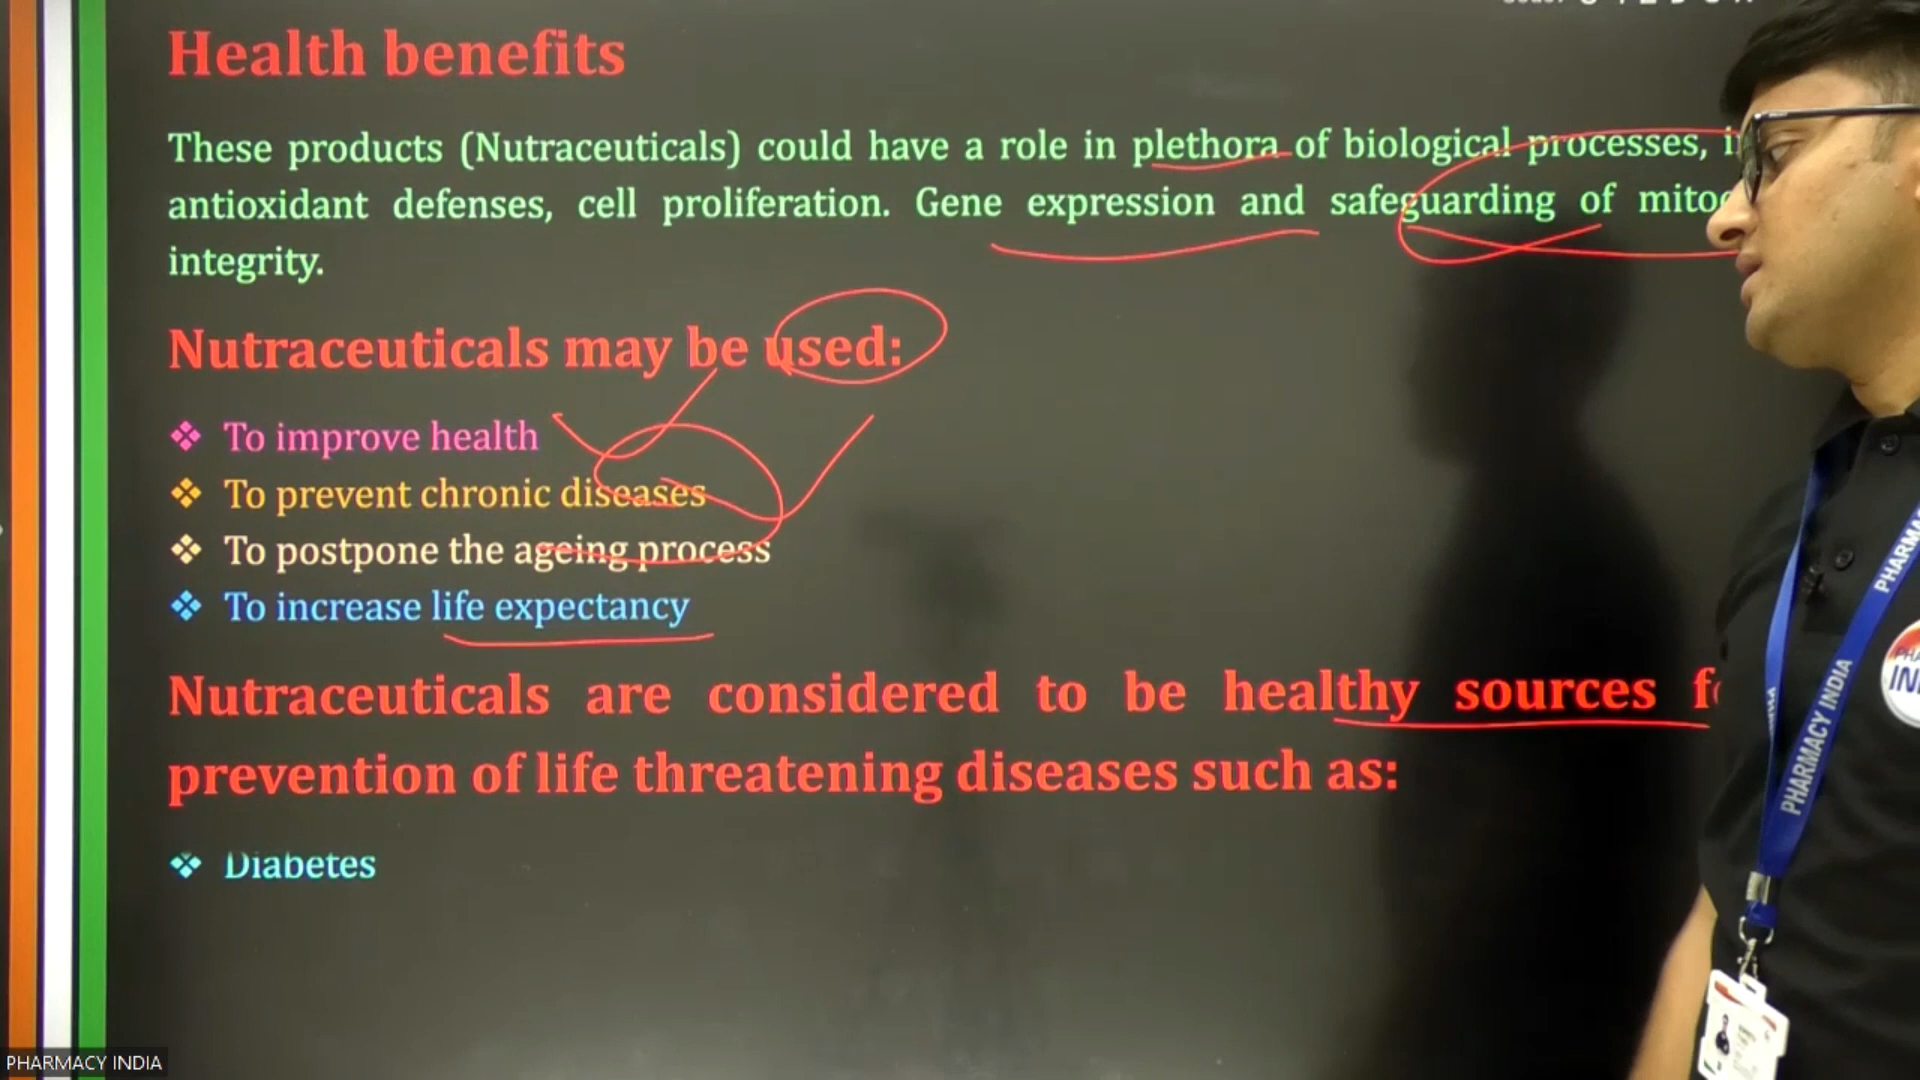 Health benefits
These products (Nutraceuticals) could have a role in plethora of biological processes,
antioxidant defenses, cell proliferation. Gene expression and safeguarding of
integrity.
Nutraceuticals may be used:
❖ To improve health
❖ To prevent chronic diseases
❖ To postpone the ageing process
❖ To increase life expectancy
Nutraceuticals are considered to be healthy sources
prevention of life threatening diseases such as:
❖ Diabetes
PHARMACY INDIA
PHARMACY INDIA